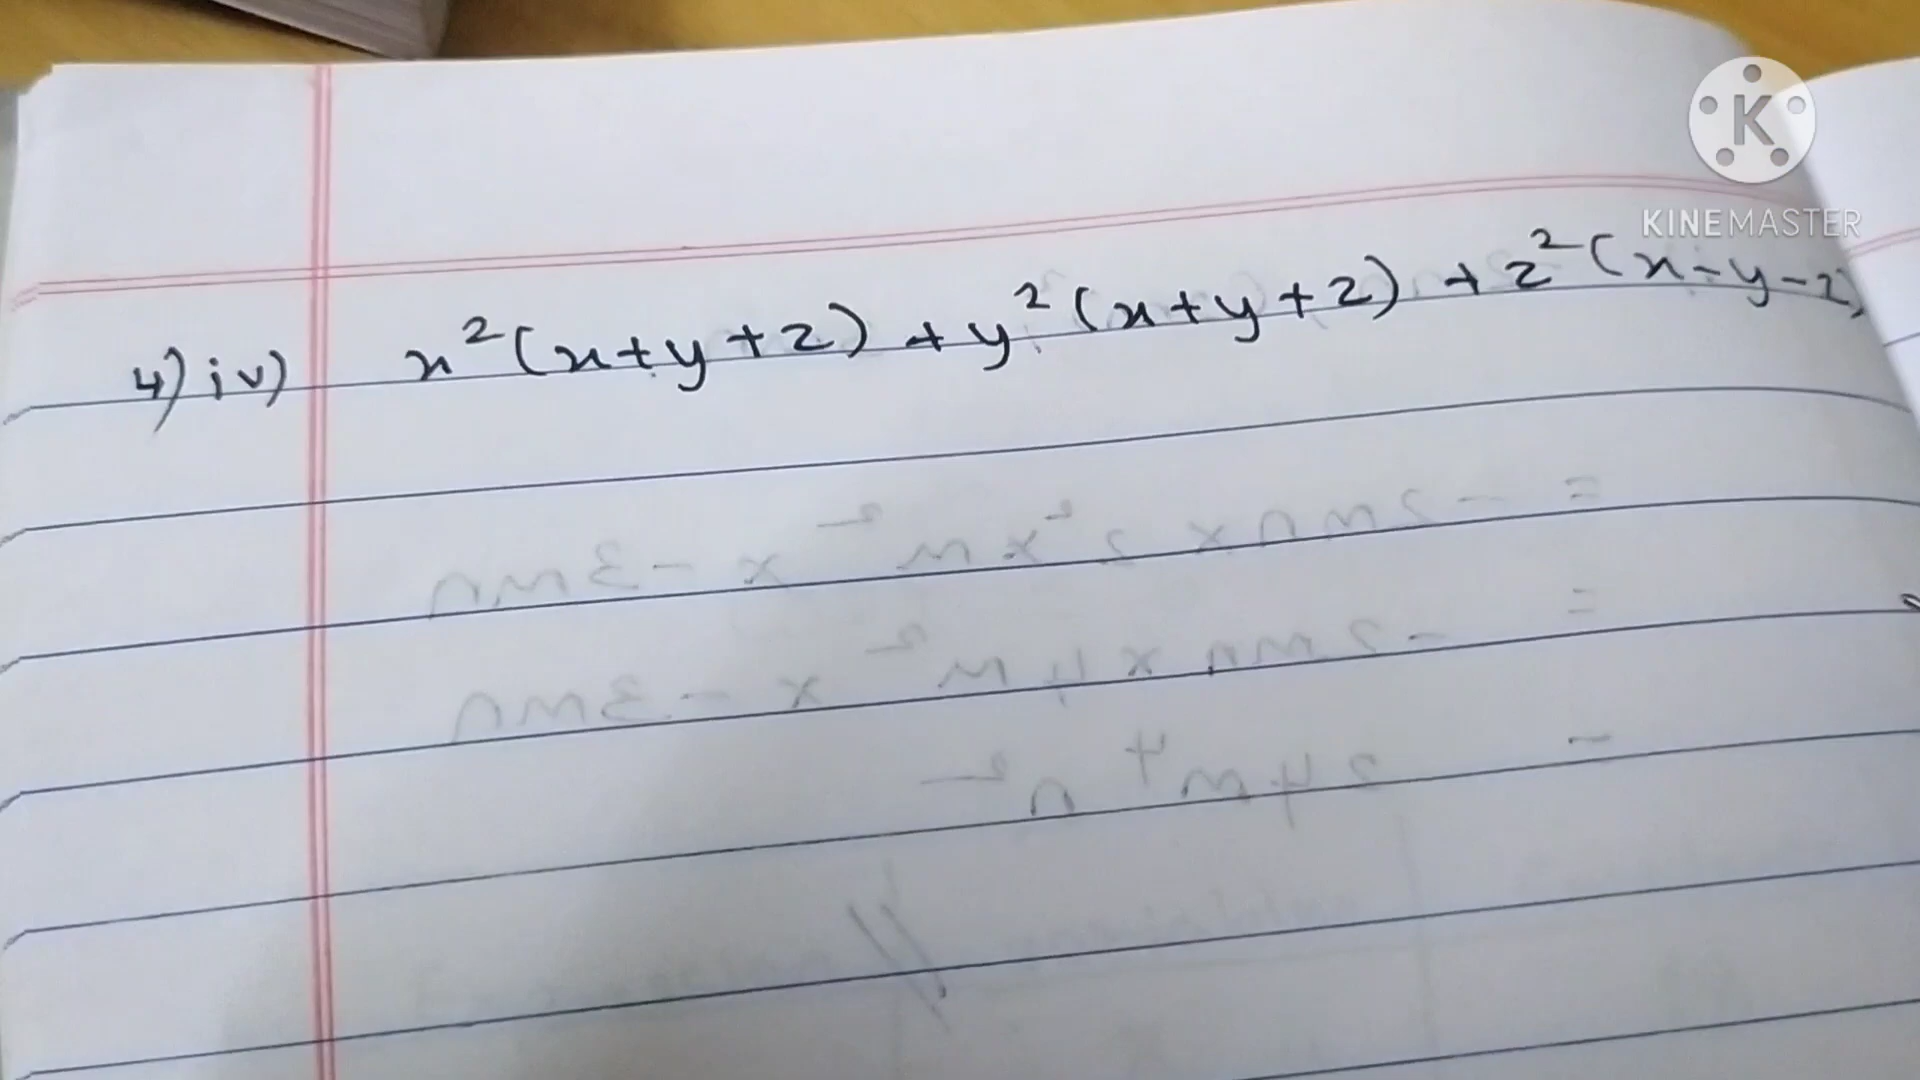 KINEMASTER
4) iv) x²(x+y+z) + y²(x+y+z) + z²(x-y-z)